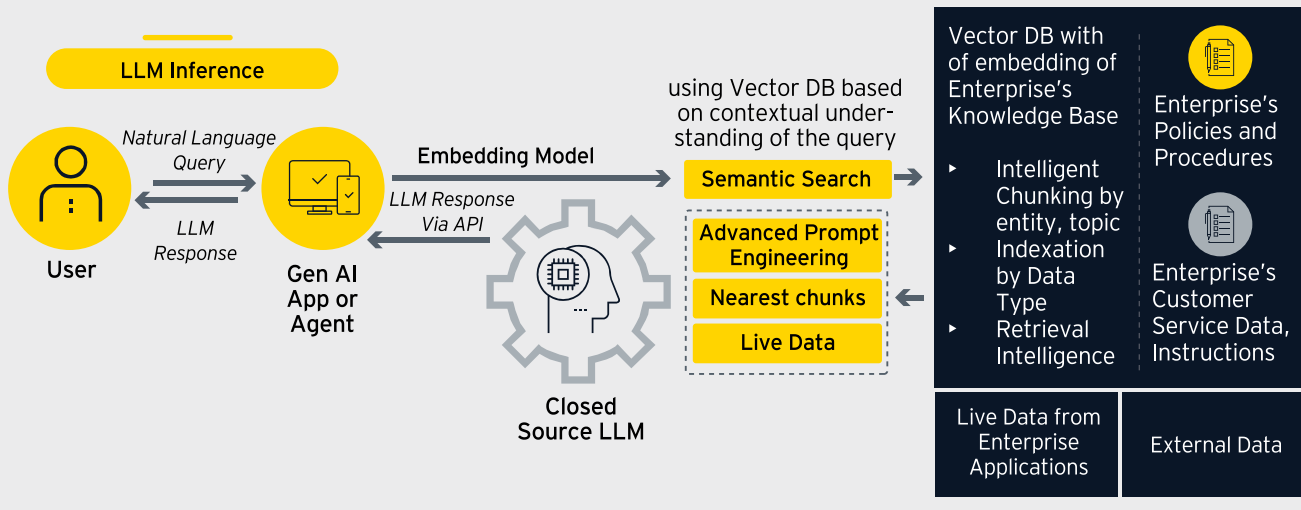 LLM Inference
Natural Language
Query
LLM
Response
User
Gen AI
App or
Agent
Embedding Model
LLM Response
Via API
Closed
Source LLM
using Vector DB based
on contextual under-
standing of the query
Semantic Search
Advanced Prompt
Engineering
Nearest chunks
Live Data
Vector DB with
of embedding of
Enterprise's
Knowledge Base
▸ Intelligent
Chunking by
entity, topic
▸ Indexation
by Data
Type
▸ Retrieval
Intelligence
Enterprise's
Policies and
Procedures
Enterprise's
Customer
Service Data,
Instructions
Live Data from
Enterprise
Applications
External Data